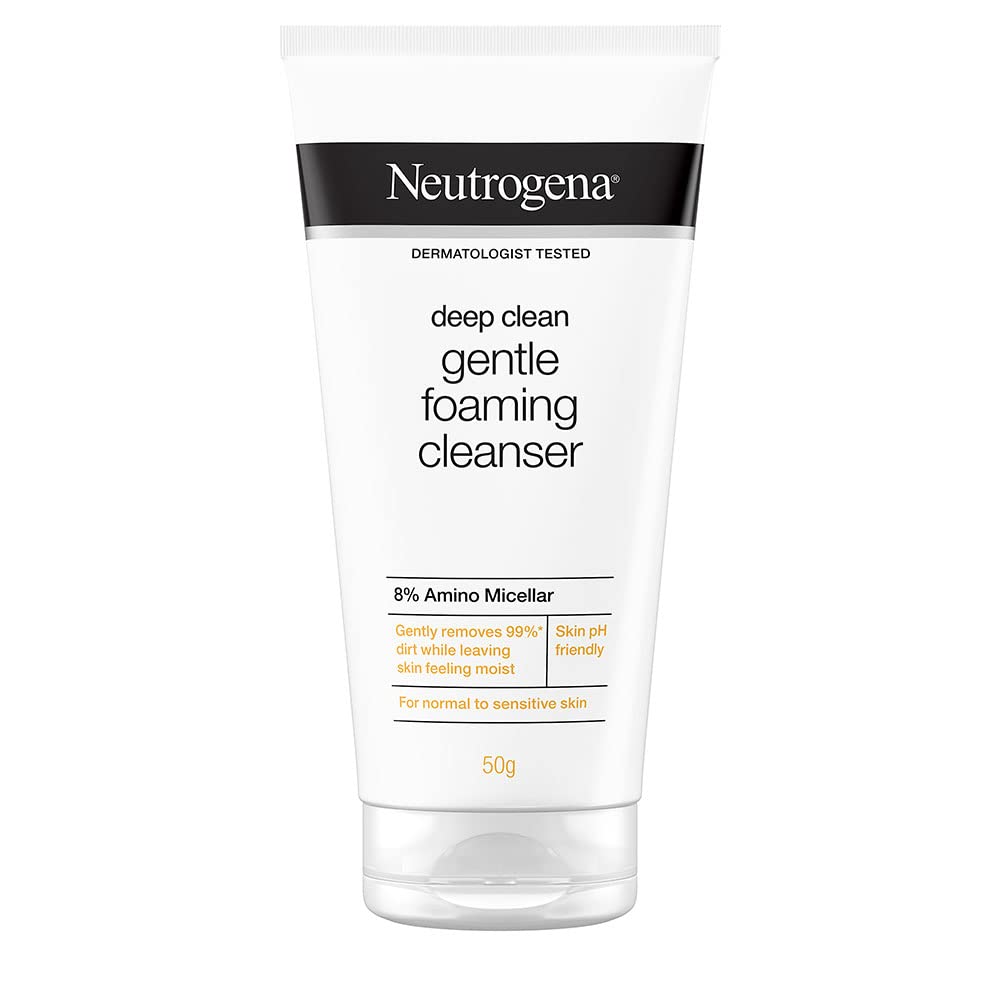 Neutrogena®
DERMATOLOGIST TESTED
deep clean
gentle
foaming
cleanser
8% Amino Micellar
Gently removes 99%*
dirt while leaving
skin feeling moist
Skin pH
friendly
For normal to sensitive skin
50g